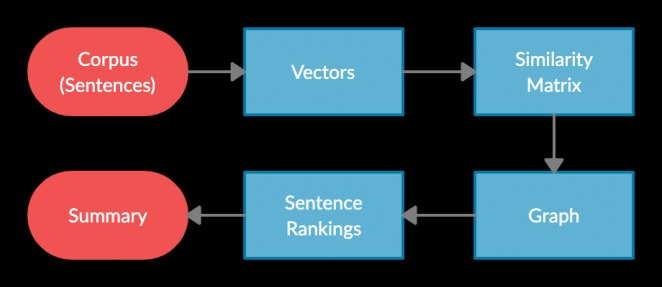 Corpus
(Sentences)
Vectors
Similarity
Matrix
Summary
Sentence
Rankings
Graph